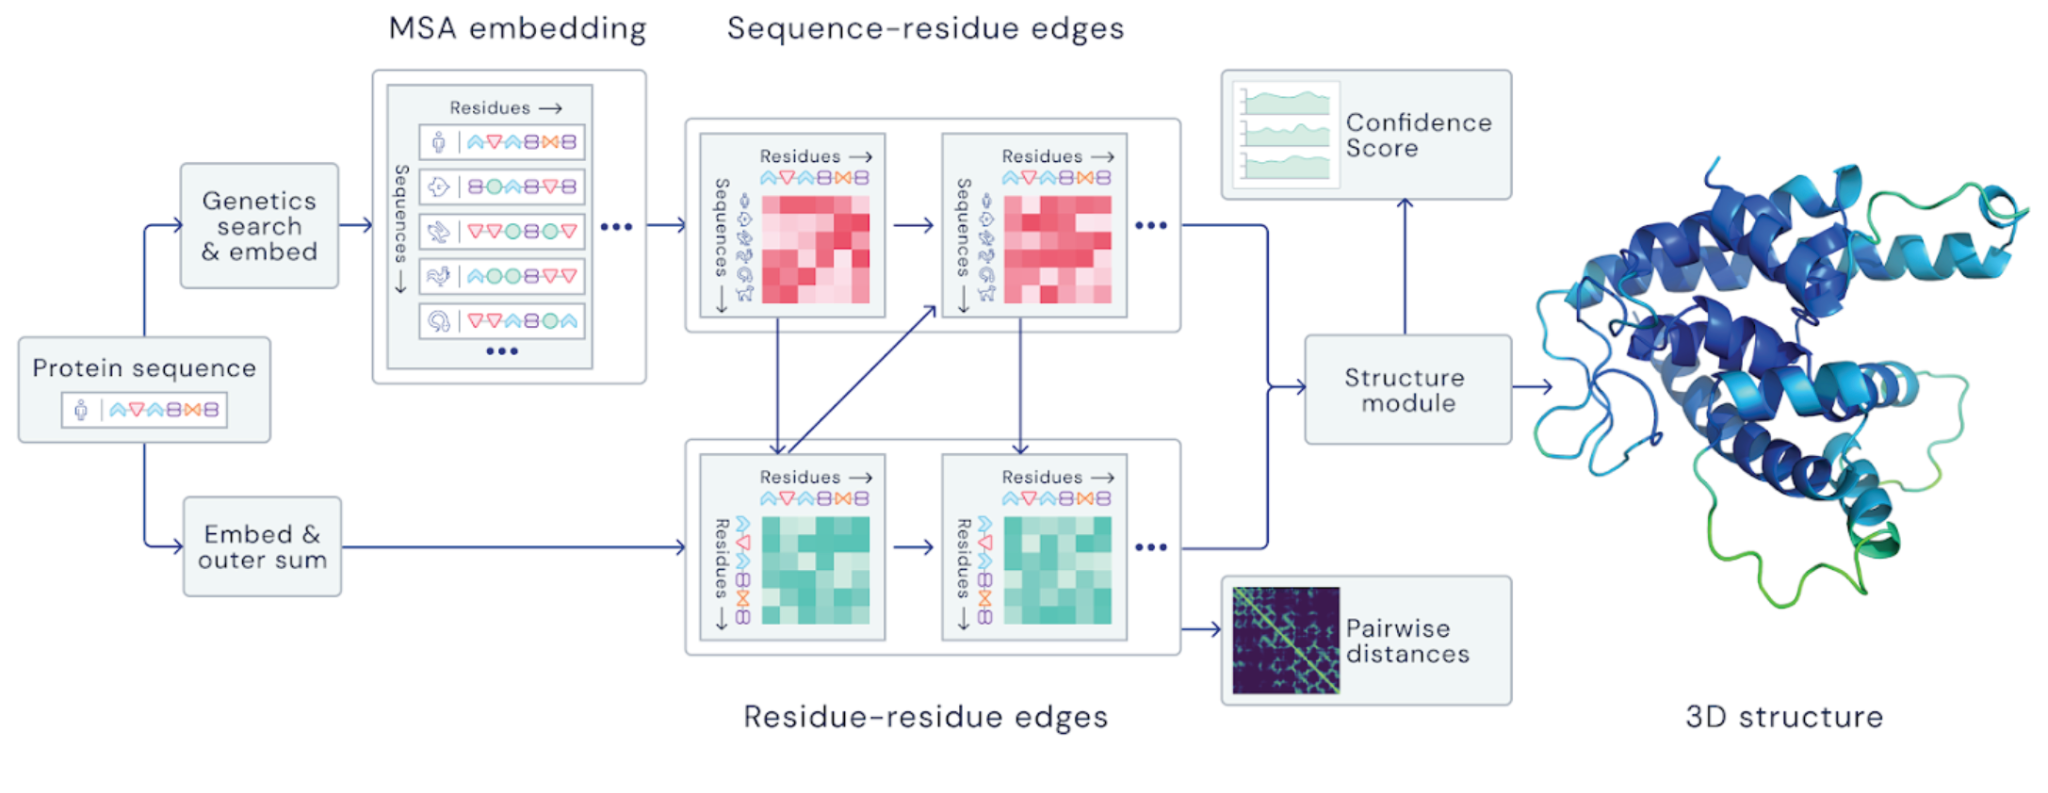 MSA embedding
Sequence-residue edges
Residues →
Sequences →
Residues →
Sequences →
Residues →
Sequences →
Confidence
Score
Genetics
search
& embed
Protein sequence
Structure
module
Embed &
outer sum
Residues →
Residues →
Residues →
Residues →
Pairwise
distances
Residue-residue edges
3D structure